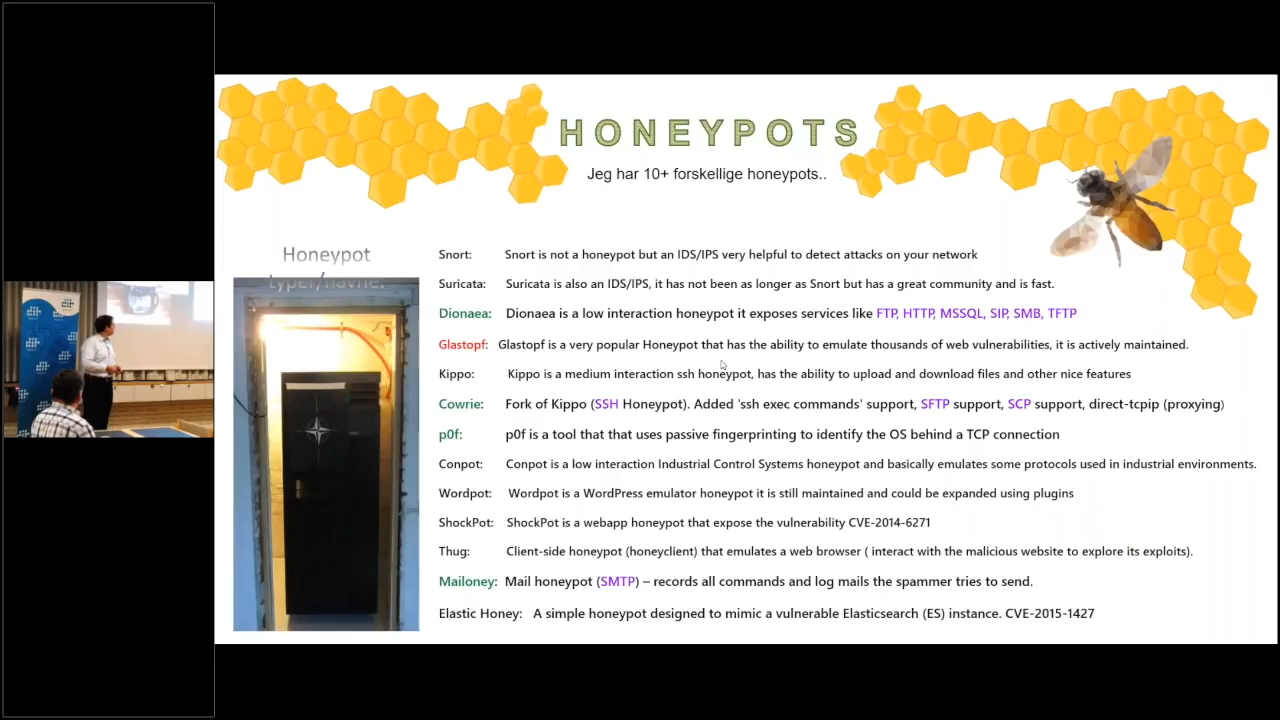 HONEYPOTS
Jeg har 10+ forskellige honeypots..
Honeypot
typer/navne:
Snort: Snort is not a honeypot but an IDS/IPS very helpful to detect attacks on your network
Suricata: Suricata is also an IDS/IPS, it has not been as longer as Snort but has a great community and is fast.
Dionaea: Dionaea is a low interaction honeypot it exposes services like FTP, HTTP, MSSQL, SIP, SMB, TFTP
Glastopf: Glastopf is a very popular Honeypot that has the ability to emulate thousands of web vulnerabilities, it is actively maintained.
Kippo: Kippo is a medium interaction ssh honeypot, has the ability to upload and download files and other nice features
Cowrie: Fork of Kippo (SSH Honeypot). Added 'ssh exec commands' support, SFTP support, SCP support, direct-tcpip (proxying)
p0f: p0f is a tool that that uses passive fingerprinting to identify the OS behind a TCP connection
Conpot: Conpot is a low interaction Industrial Control Systems honeypot and basically emulates some protocols used in industrial environments.
Wordpot: Wordpot is a WordPress emulator honeypot it is still maintained and could be expanded using plugins
ShockPot: ShockPot is a webapp honeypot that expose the vulnerability CVE-2014-6271
Thug: Client-side honeypot (honeyclient) that emulates a web browser ( interact with the malicious website to explore its exploits).
Mailoney: Mail honeypot (SMTP) – records all commands and log mails the spammer tries to send.
Elastic Honey: A simple honeypot designed to mimic a vulnerable Elasticsearch (ES) instance. CVE-2015-1427
dit